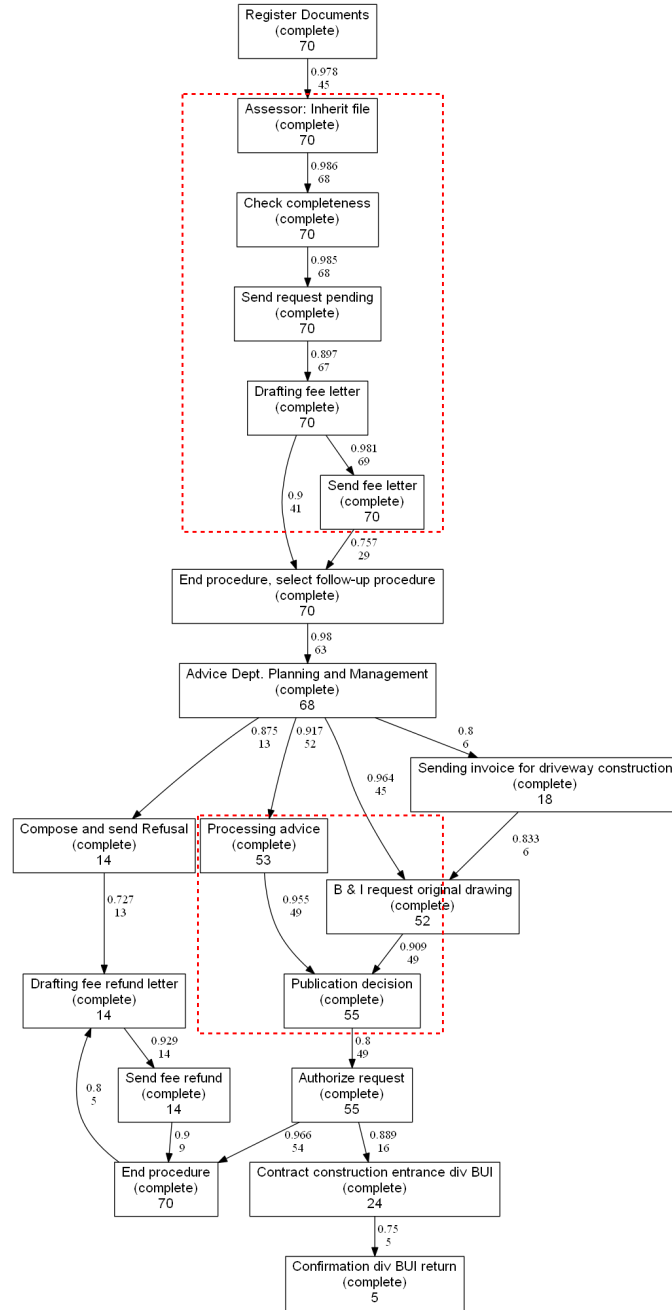 Register Documents
(complete)
70
0.978
45
Assessor: Inherit file
(complete)
70
0.986
68
Check completeness
(complete)
70
0.985
68
Send request pending
(complete)
70
0.897
67
Drafting fee letter
(complete)
70
0.981
69
0.9
41
Send fee letter
(complete)
70
0.757
29
End procedure, select follow-up procedure
(complete)
70
0.98
63
Advice Dept. Planning and Management
(complete)
68
0.875
13
0.917
52
0.964
45
0.8
6
Sending invoice for driveway construction
(complete)
18
Compose and send Refusal
(complete)
14
Processing advice
(complete)
53
0.833
6
B & I request original drawing
(complete)
52
0.727
13
0.955
49
0.909
49
Drafting fee refund letter
(complete)
14
Publication decision
(complete)
55
0.929
14
0.8
49
Send fee refund
(complete)
14
Authorize request
(complete)
55
0.8
5
0.9
9
0.966
54
0.889
16
End procedure
(complete)
70
Contract construction entrance div BUI
(complete)
24
0.75
5
Confirmation div BUI return
(complete)
5